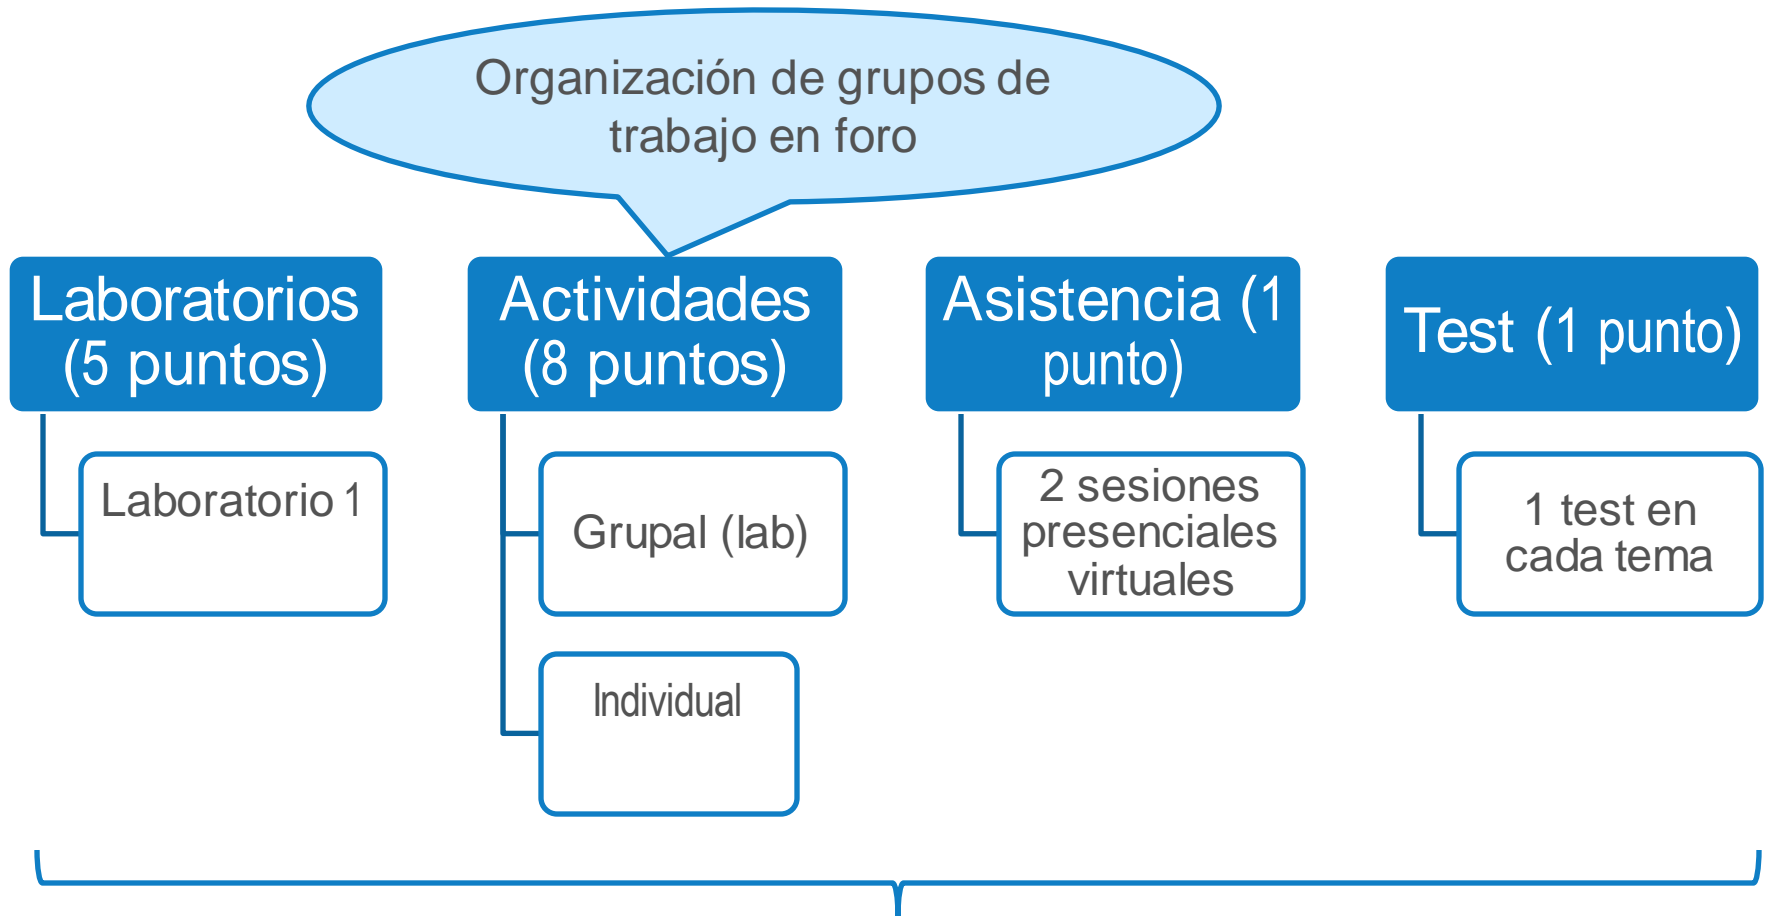 Organización de grupos de
trabajo en foro
Laboratorios
(5 puntos)
Laboratorio 1
Actividades
(8 puntos)
Grupal (lab)
Individual
Asistencia (1
punto)
2 sesiones
presenciales
virtuales
Test (1 punto)
1 test en
cada tema